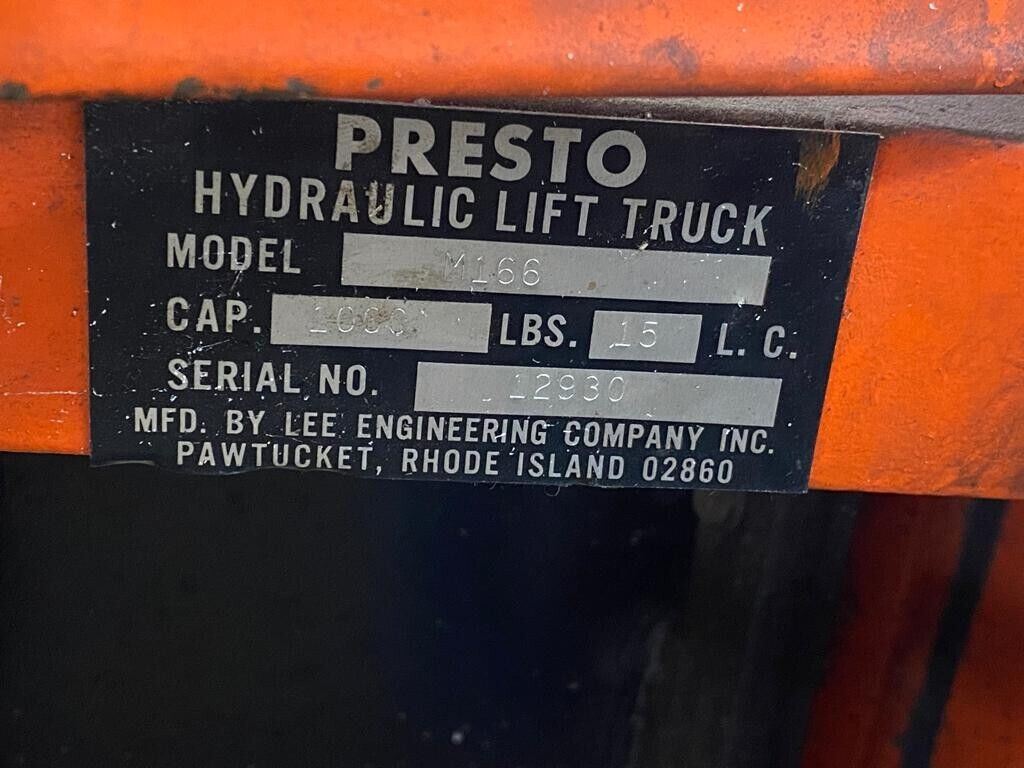 PRESTO
HYDRAULIC LIFT TRUCK
MODEL M166
CAP. 1000 LBS. 15 L. C.
SERIAL NO. 12930
MFD. BY LEE ENGINEERING COMPANY INC.
PAWTUCKET, RHODE ISLAND 02860